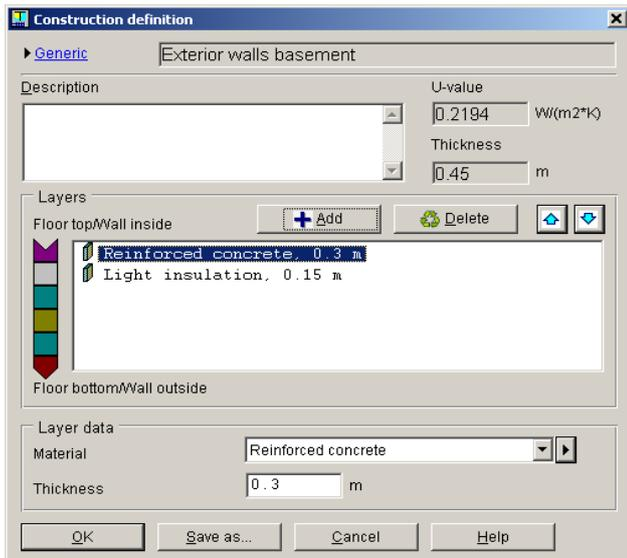 Construction definition
Generic Exterior walls basement
Description
U-value
0.2194 W/(m2*K)
Thickness
0.45 m
Layers
Floor top/Wall inside
Add Delete
Reinforced concrete, 0.3 m
Light insulation, 0.15 m
Floor bottom/Wall outside
Layer data
Material Reinforced concrete
Thickness 0.3 m
OK Save as... Cancel Help